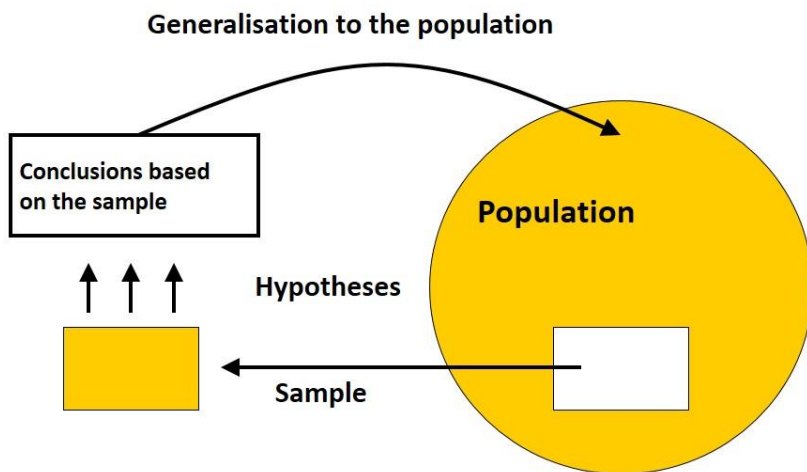 Generalisation to the population
Conclusions based
on the sample
Population
Hypotheses
Sample